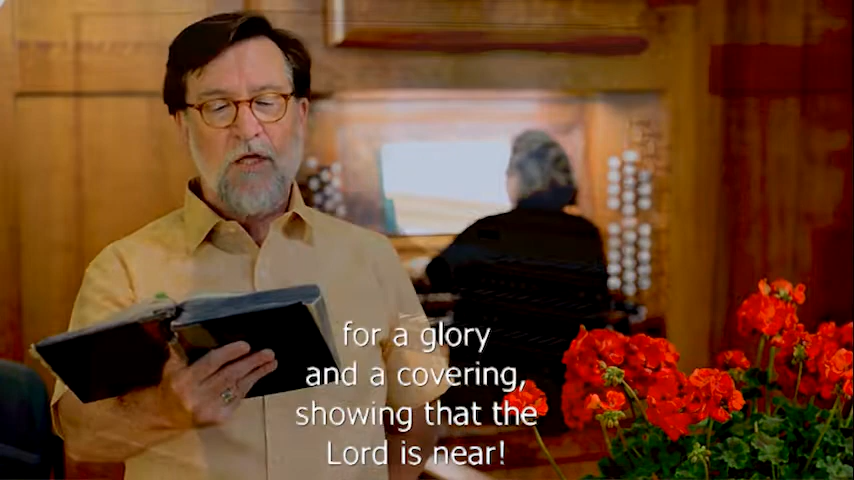 for a glory
and a covering,
showing that the
Lord is near!